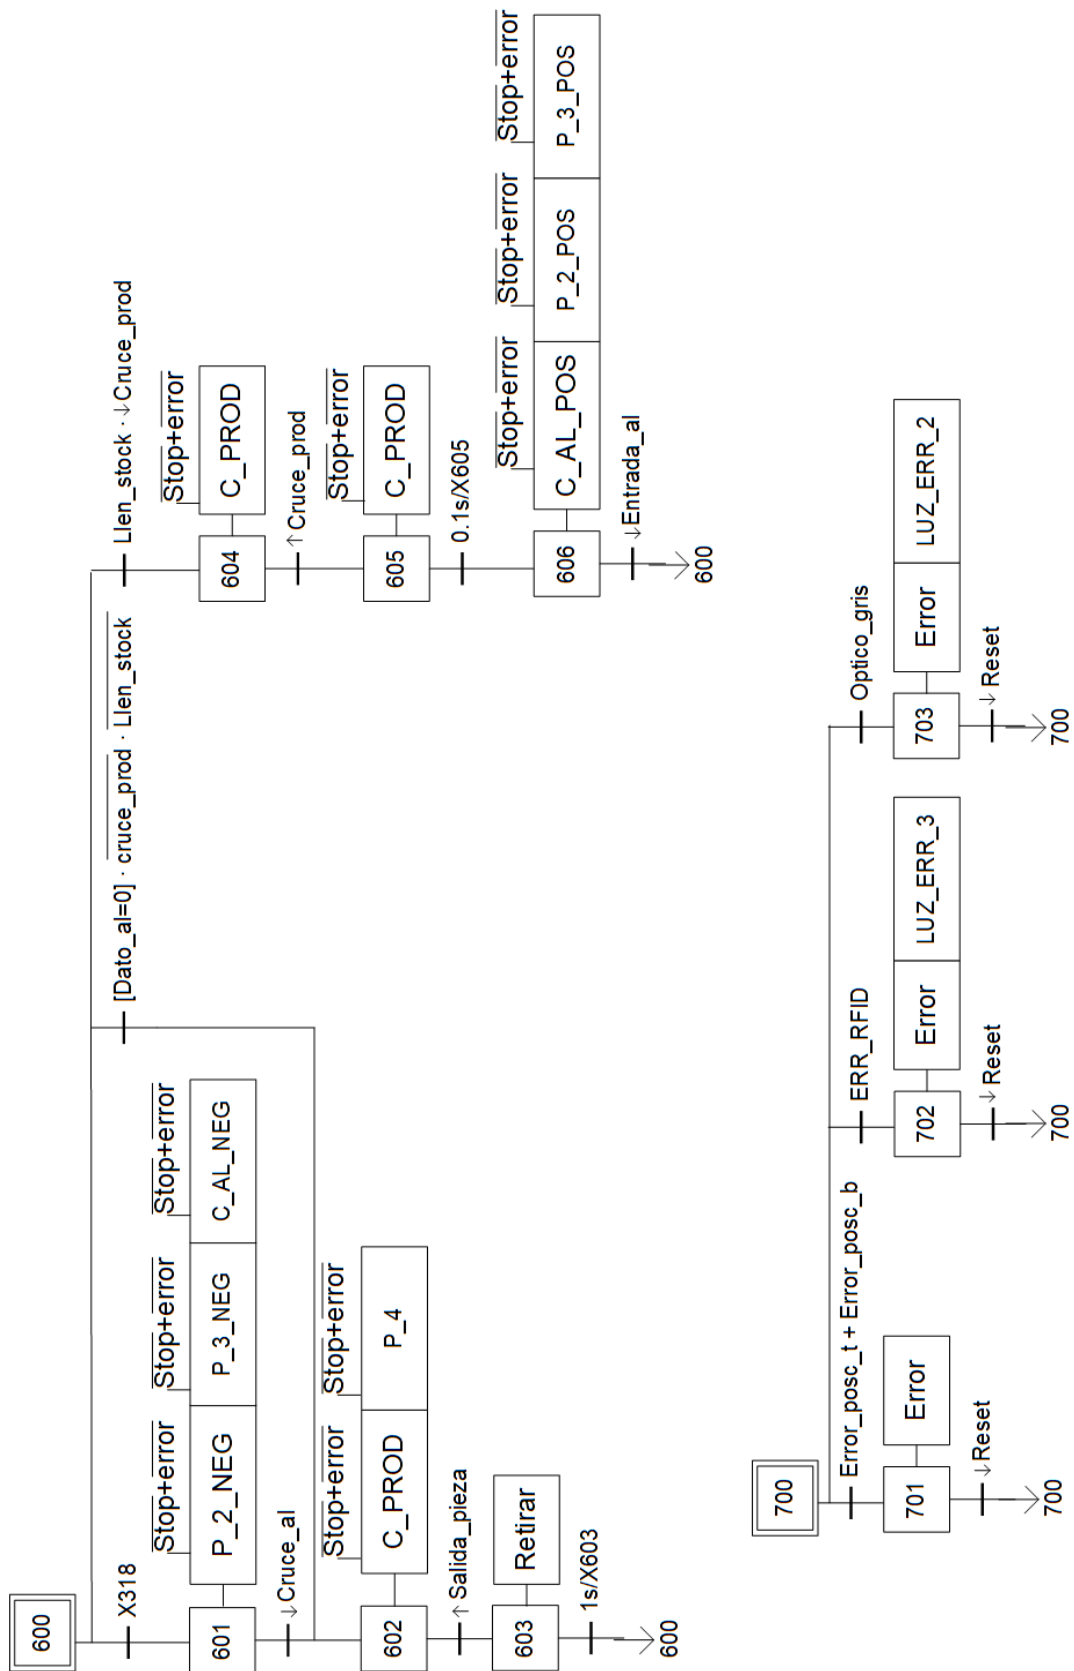 600
X318
[Dato_al=0] · cruce_prod · Llen_stock
Llen_stock · ↓Cruce_prod
Stop+error
Stop+error
Stop+error
Stop+error
601
P_2_NEG
P_3_NEG
C_AL_NEG
604
C_PROD
↓Cruce_al
↑Cruce_prod
Stop+error
Stop+error
Stop+error
602
C_PROD
P_4
605
C_PROD
↑Salida_pieza
0.1s/X605
Stop+error
Stop+error
Stop+error
603
Retirar
606
C_AL_POS
P_2_POS
P_3_POS
1s/X603
↓Entrada_al
600
600
700
Error_posc_t + Error_posc_b
ERR_RFID
Optico_gris
701
Error
702
Error
LUZ_ERR_3
703
Error
LUZ_ERR_2
↓Reset
↓Reset
↓Reset
700
700
700